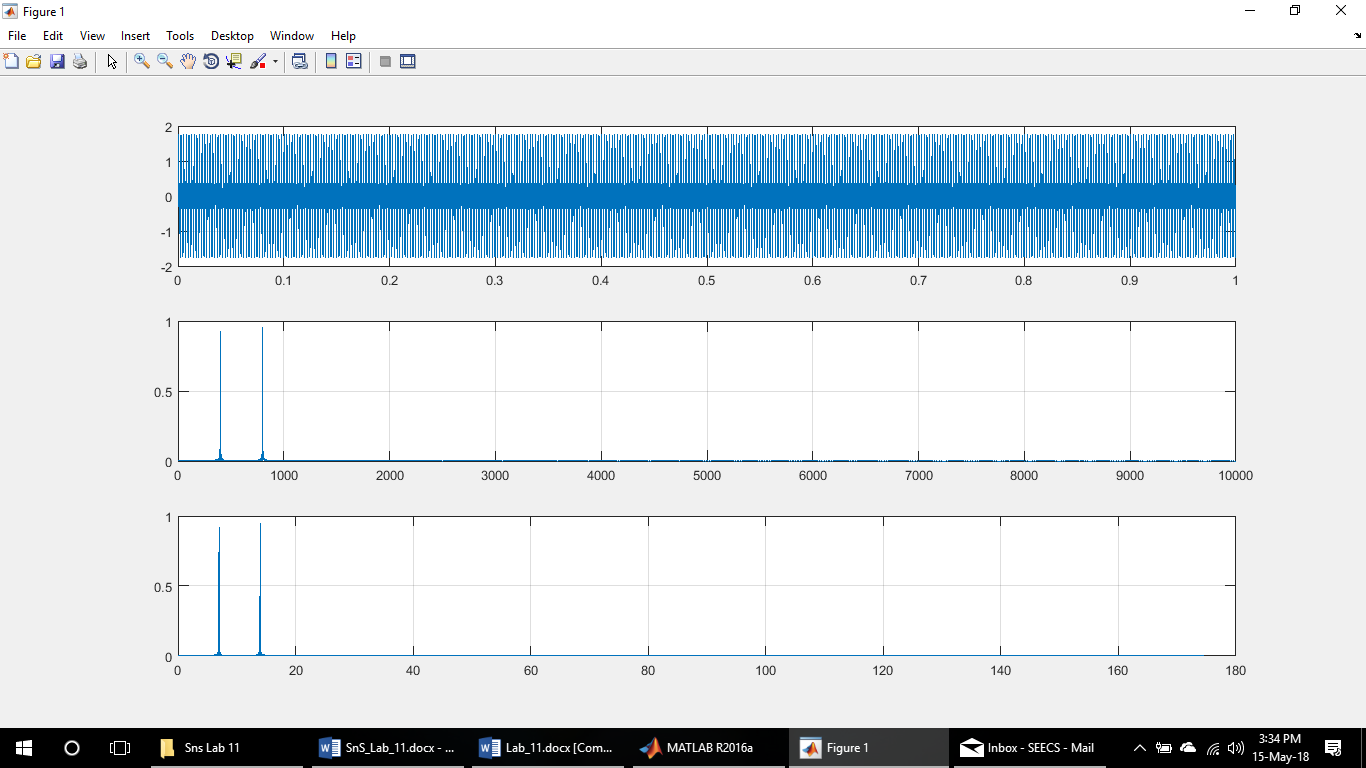 Figure 1
File Edit View Insert Tools Desktop Window Help
2
1
0
-1
-2
0 0.1 0.2 0.3 0.4 0.5 0.6 0.7 0.8 0.9 1
1
0.5
0
0 1000 2000 3000 4000 5000 6000 7000 8000 9000 10000
1
0.5
0
0 20 40 60 80 100 120 140 160 180
Sns Lab 11 SnS_Lab_11.docx - ... Lab_11.docx [Com... MATLAB R2016a Figure 1 Inbox - SEECS - Mail 3:34 PM
15-May-18